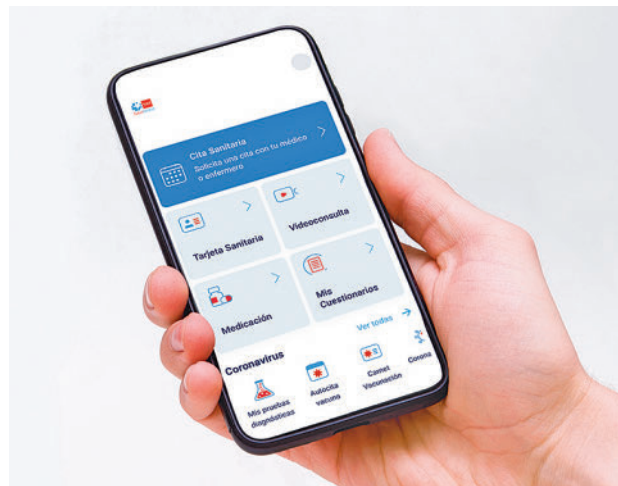 Cita Sanitaria
Solicita una cita con tu médico
o enfermero
Tarjeta Sanitaria
Videoconsulta
Medicación
Mis
Cuestionarios
Coronavirus
Ver todas
Mis pruebas
diagnósticas
Autocita
vacuna
Carnet
Vacunación
Corona